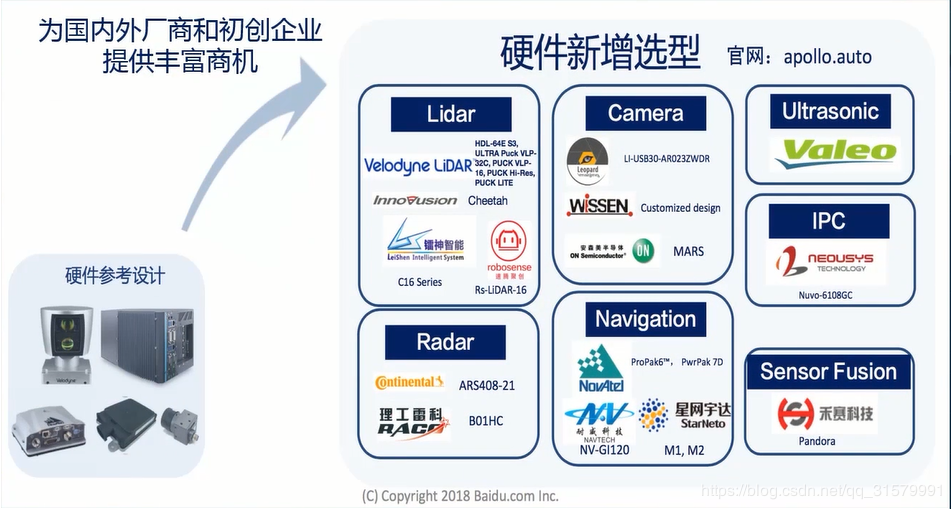 为国内外厂商和初创企业
提供丰富商机
硬件参考设计
Velodyne
硬件新增选型 官网：apollo.auto
Lidar
Velodyne LiDAR
HDL-64E S3,
ULTRA Puck VLP-
32C, PUCK VLP-
16, PUCK Hi-Res,
PUCK LITE
INNOVUSION Cheetah
镭神智能
LeiShen Intelligent System
C16 Series
robosense
速腾聚创
Rs-LiDAR-16
Radar
Continental ARS408-21
理工雷科
RACO
B01HC
Camera
Leopard
imaging
LI-USB30-AR023ZWDR
WISSEN Customized design
安森美半导体
ON Semiconductor®
ON
MARS
Navigation
NovAtel
ProPak6™， PwrPak 7D
NV
耐威科技
NAVTECH
NV-GI120
星网宇达
StarNeto
M1, M2
Ultrasonic
Valeo
IPC
NEOUSYS
TECHNOLOGY
Nuvo-6108GC
Sensor Fusion
禾赛科技
Pandora
(C) Copyright 2018 Baidu.com Inc.
https://blog.csdn.net/qq_31579991